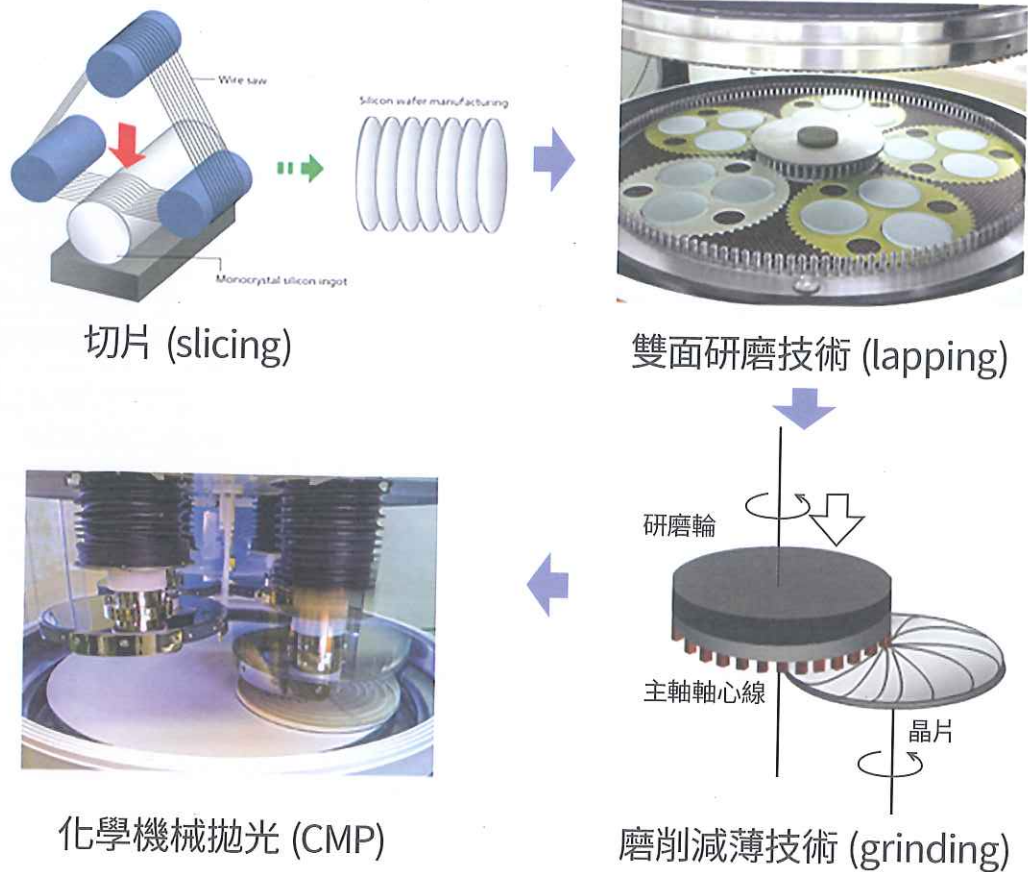 Wire saw
Silicon wafer manufacturing
Monocrystal silicon ingot
切片 (slicing)
雙面研磨技術 (lapping)
研磨輪
主軸軸心線
晶片
化學機械拋光 (CMP)
磨削減薄技術 (grinding)